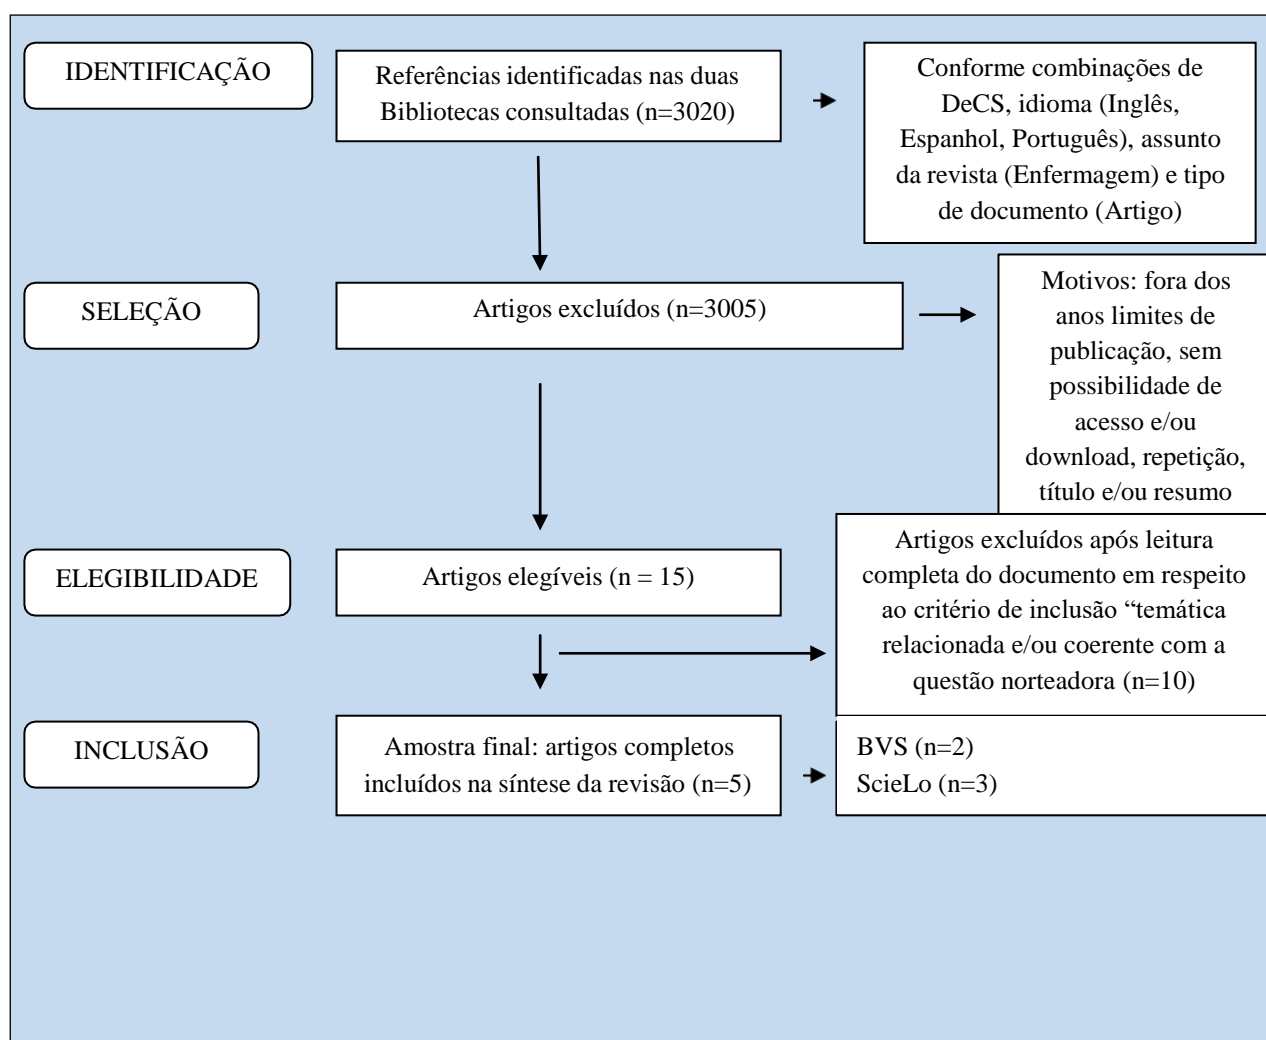 IDENTIFICAÇÃO
Referências identificadas nas duas
Bibliotecas consultadas (n=3020)
Conforme combinações de
DeCS, idioma (Inglês,
Espanhol, Português), assunto
da revista (Enfermagem) e tipo
de documento (Artigo)
SELEÇÃO
Artigos excluídos (n=3005)
Motivos: fora dos
anos limites de
publicação, sem
possibilidade de
acesso e/ou
download, repetição,
título e/ou resumo
ELEGIBILIDADE
Artigos elegíveis (n = 15)
Artigos excluídos após leitura
completa do documento em respeito
ao critério de inclusão “temática
relacionada e/ou coerente com a
questão norteadora (n=10)
INCLUSÃO
Amostra final: artigos completos
incluídos na síntese da revisão (n=5)
BVS (n=2)
ScieLo (n=3)